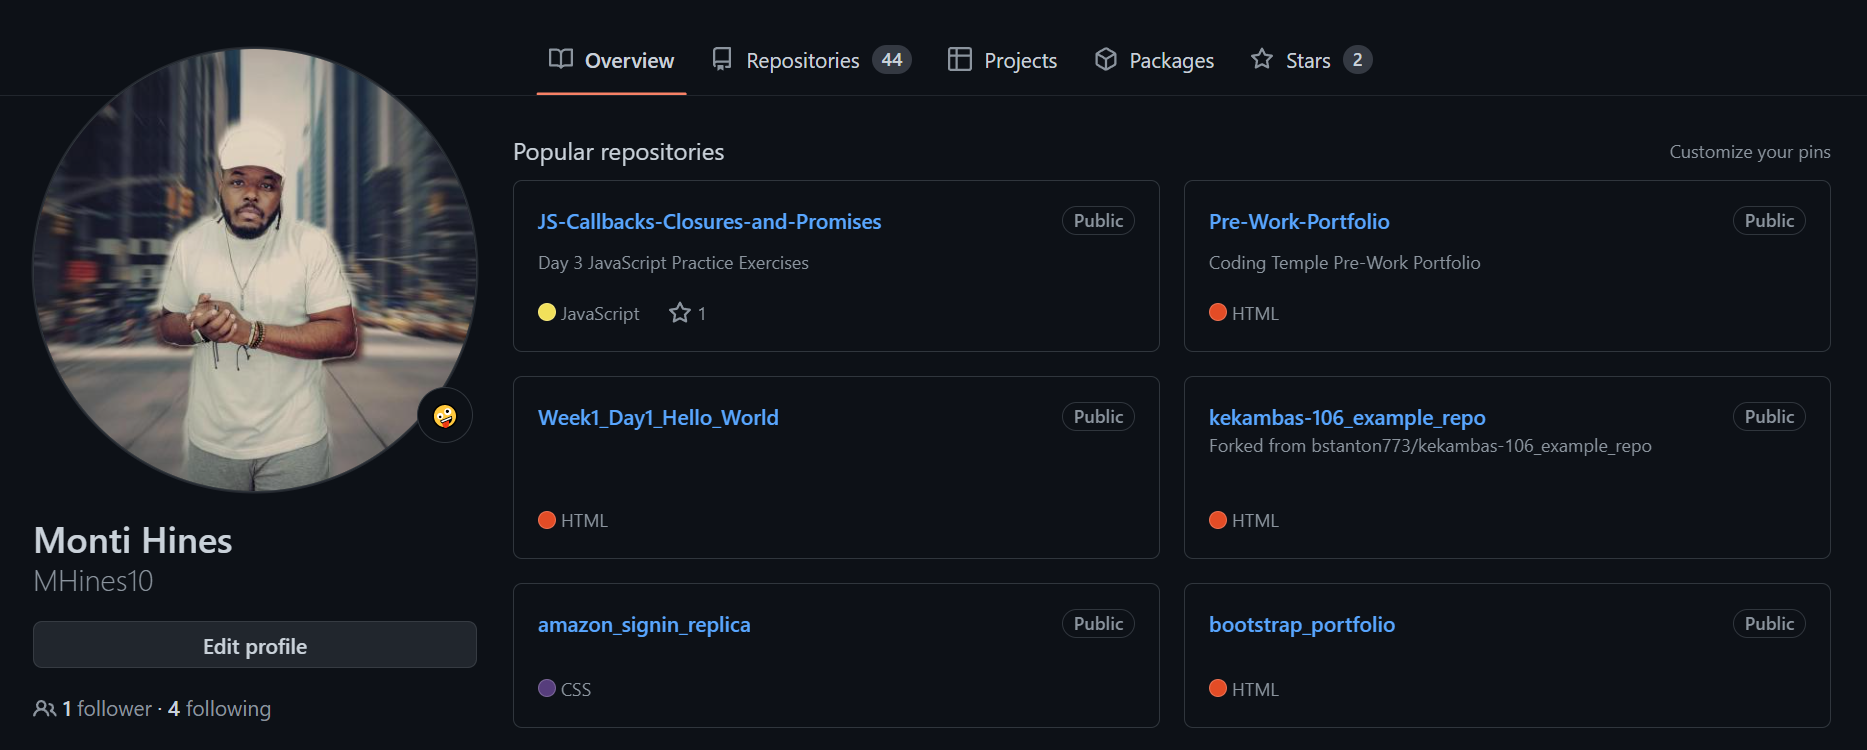 Overview Repositories 44 Projects Packages Stars 2
Popular repositories
Customize your pins
JS-Callbacks-Closures-and-Promises Public
Day 3 JavaScript Practice Exercises
JavaScript 1
Pre-Work-Portfolio Public
Coding Temple Pre-Work Portfolio
HTML
Week1_Day1_Hello_World Public
HTML
kekambas-106_example_repo Public
Forked from bstanton773/kekambas-106_example_repo
HTML
amazon_signin_replica Public
CSS
bootstrap_portfolio Public
HTML
Monti Hines
MHines10
Edit profile
1 follower · 4 following